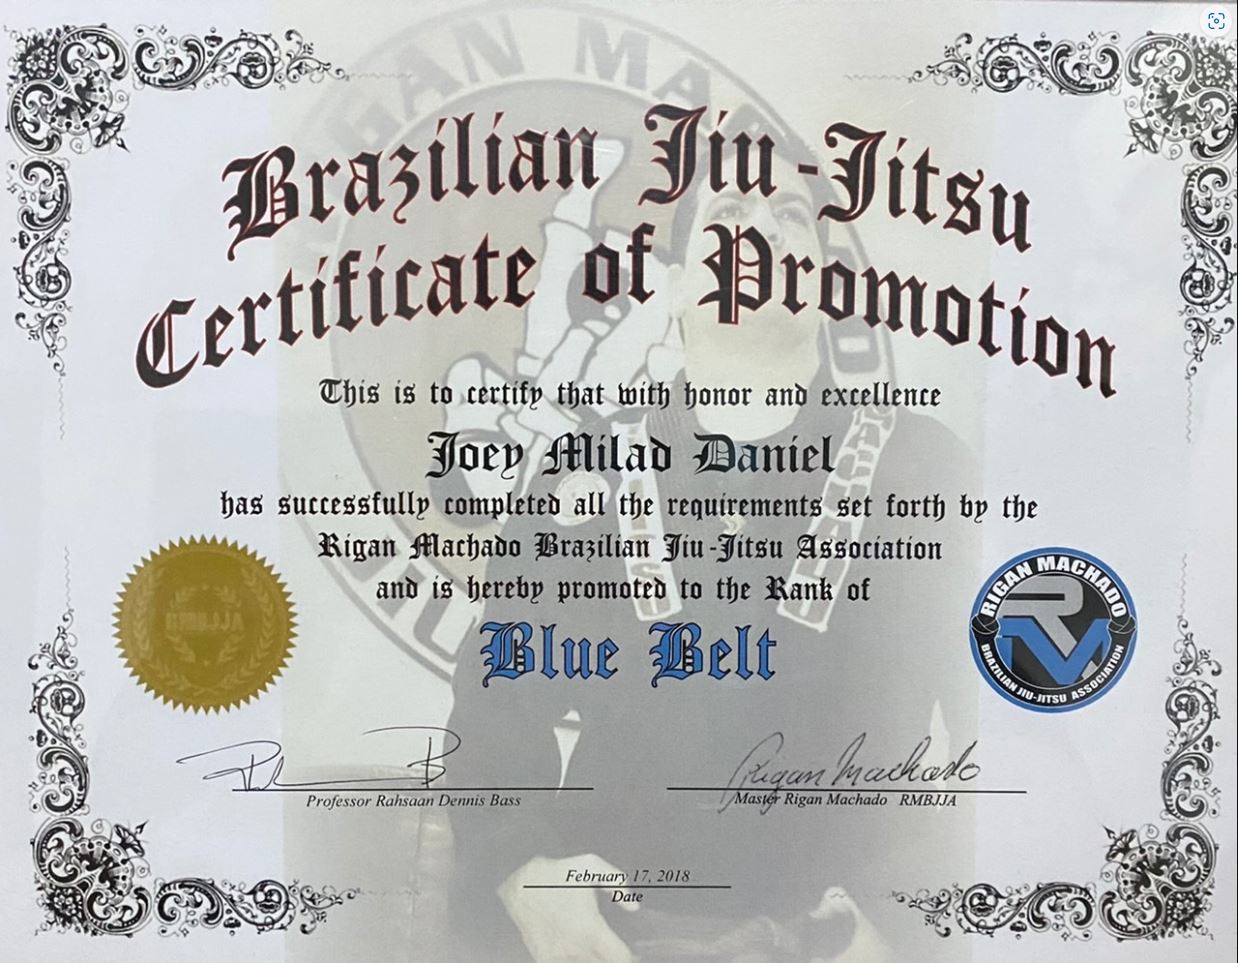 Brazilian Jiu-Jitsu
Certificate of Promotion
This is to certify that with honor and excellence
Joey Milad Daniel
has successfully completed all the requirements set forth by the
Rigan Machado Brazilian Jiu-Jitsu Association
and is hereby promoted to the Rank of
Blue Belt
RMBJJA
RIGAN MACHADO
RM
BRAZILIAN JIU-JITSU ASSOCIATION
Rigan Machado
Professor Rahsaan Dennis Bass
Master Rigan Machado RMBJJA
February 17, 2018
Date